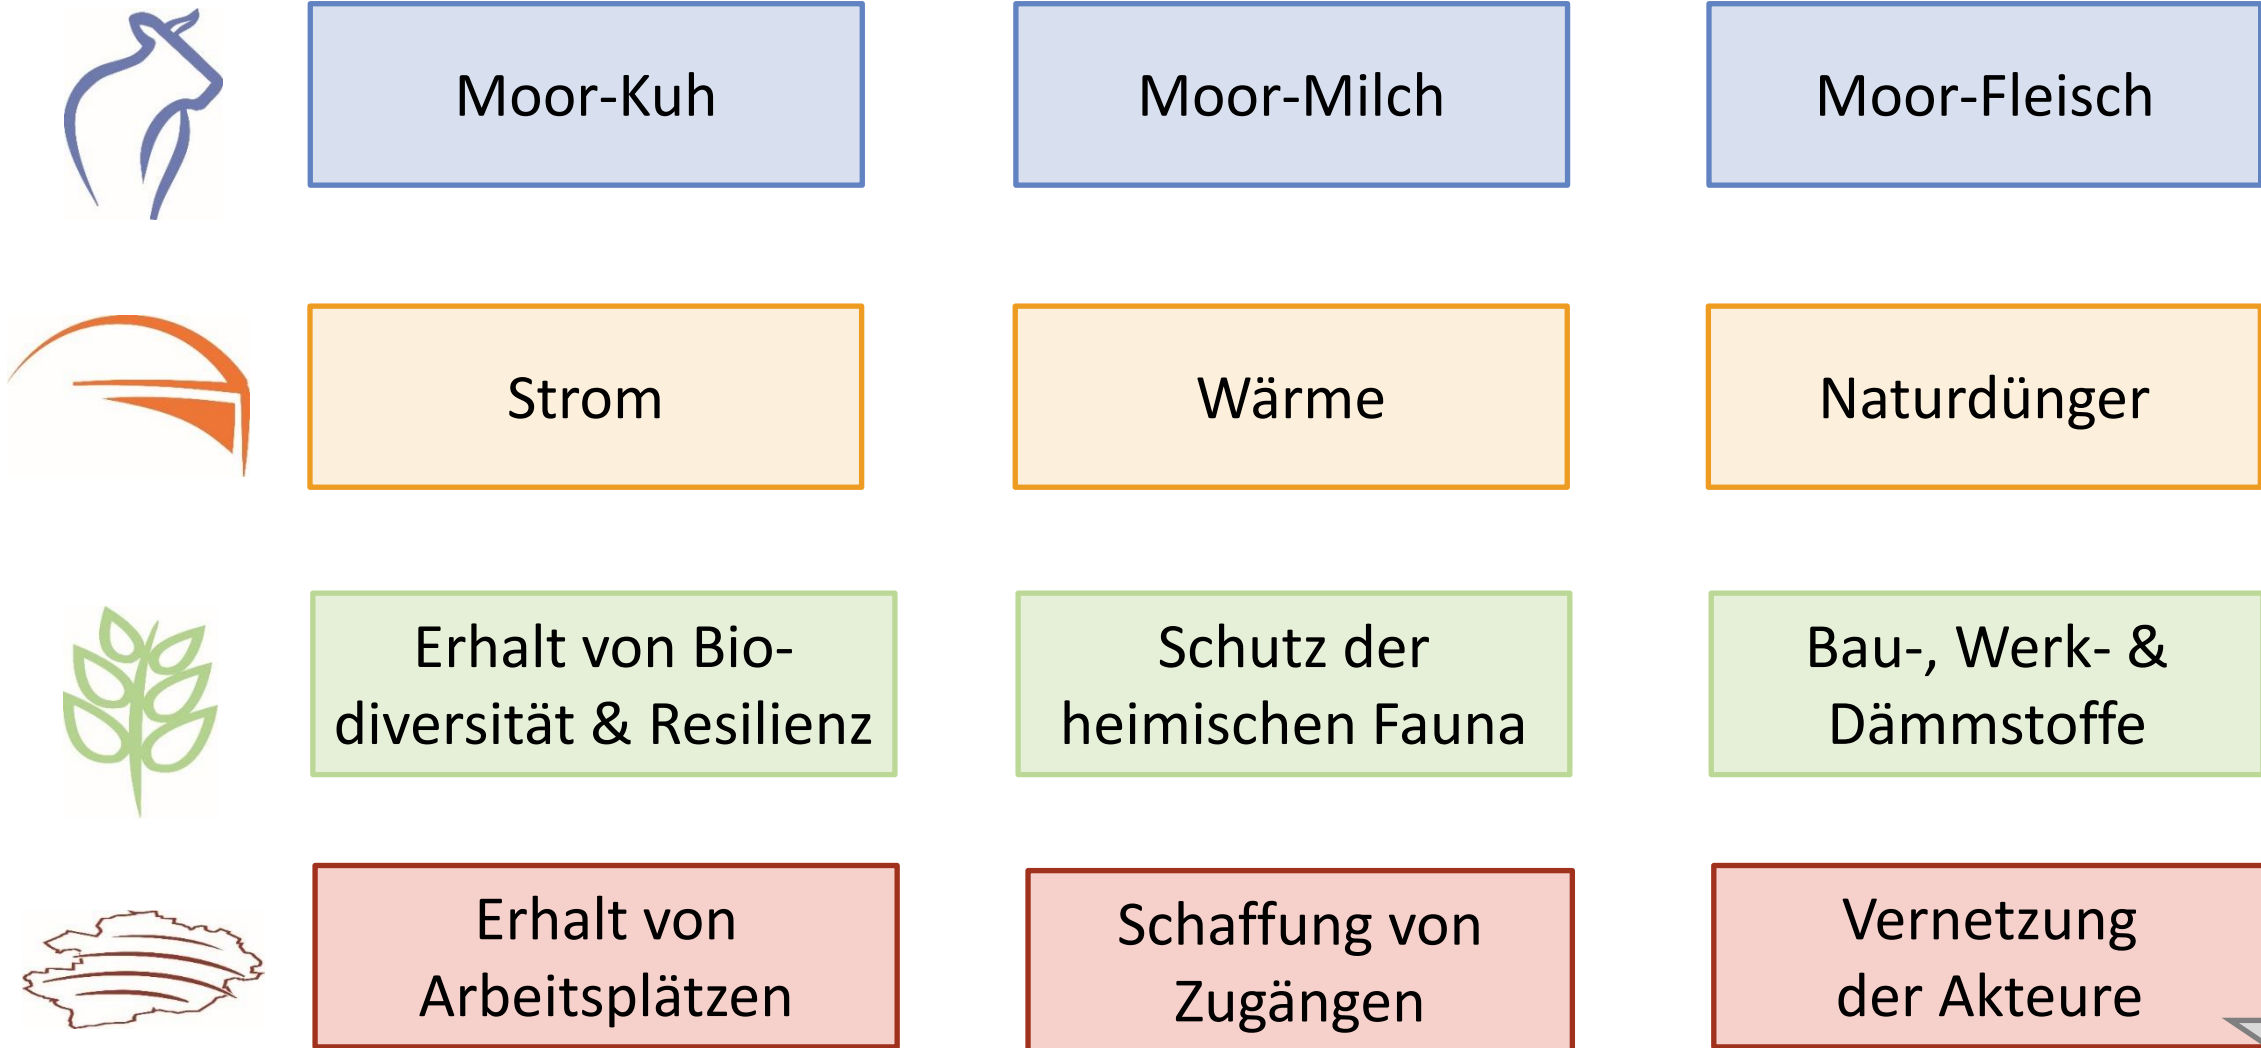 Moor-Kuh
Moor-Milch
Moor-Fleisch
Strom
Wärme
Naturdünger
Erhalt von Bio-
diversität & Resilienz
Schutz der
heimischen Fauna
Bau-, Werk- &
Dämmstoffe
Erhalt von
Arbeitsplätzen
Schaffung von
Zugängen
Vernetzung
der Akteure